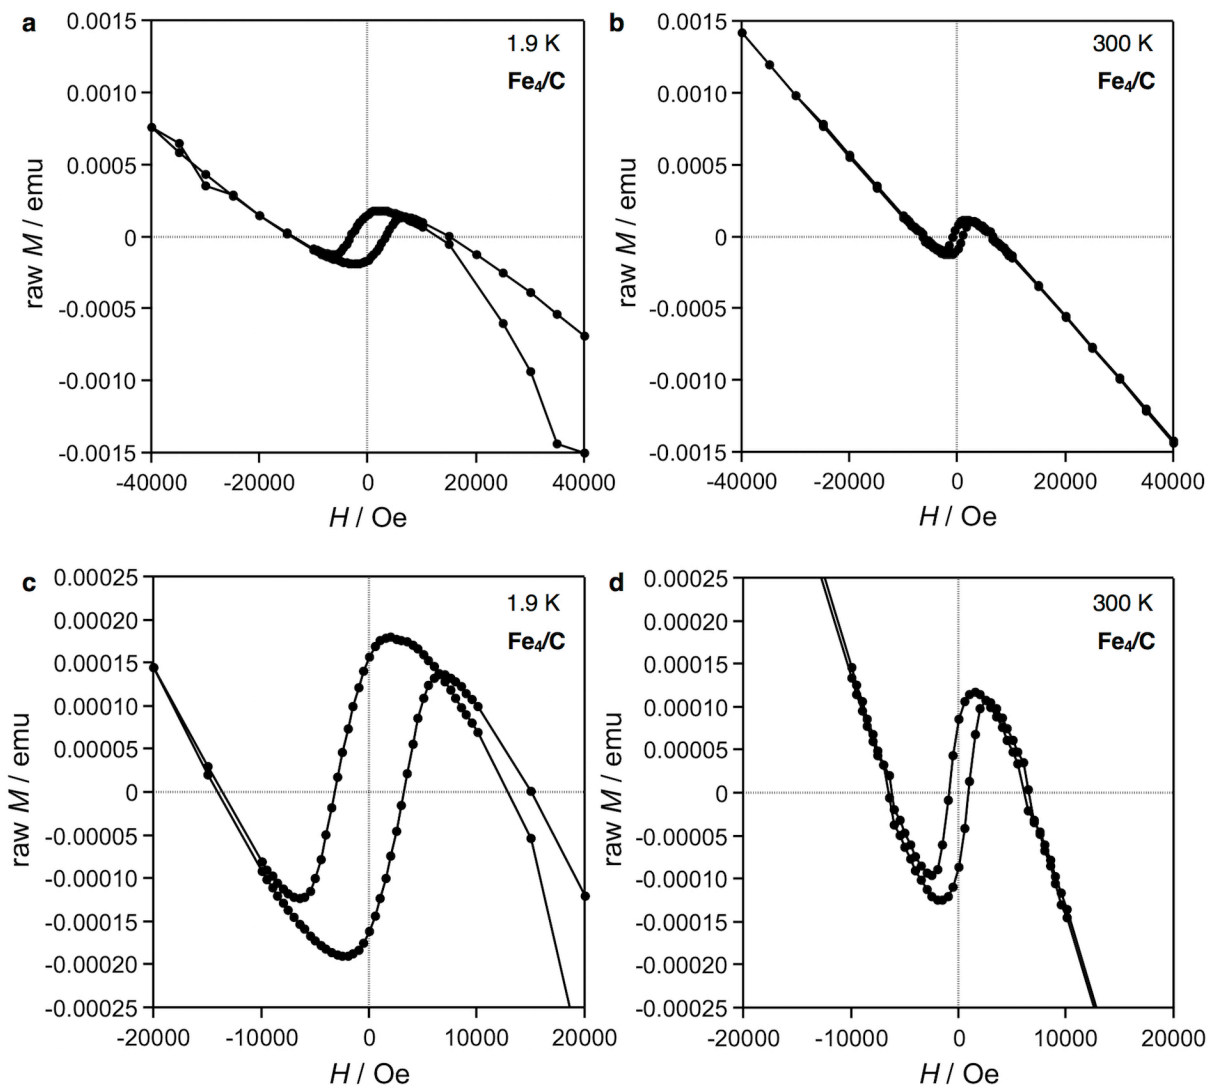 a
0.0015
0.0010
0.0005
0
-0.0005
-0.0010
-0.0015
raw M / emu
1.9 K
Fe4/C
-40000 -20000 0 20000 40000
H / Oe
b
0.0015
0.0010
0.0005
0
-0.0005
-0.0010
-0.0015
raw M / emu
300 K
Fe4/C
-40000 -20000 0 20000 40000
H / Oe
c
0.00025
0.00020
0.00015
0.00010
0.00005
0
-0.00005
-0.00010
-0.00015
-0.00020
-0.00025
raw M / emu
1.9 K
Fe4/C
-20000 -10000 0 10000 20000
H / Oe
d
0.00025
0.00020
0.00015
0.00010
0.00005
0
-0.00005
-0.00010
-0.00015
-0.00020
-0.00025
raw M / emu
300 K
Fe4/C
-20000 -10000 0 10000 20000
H / Oe